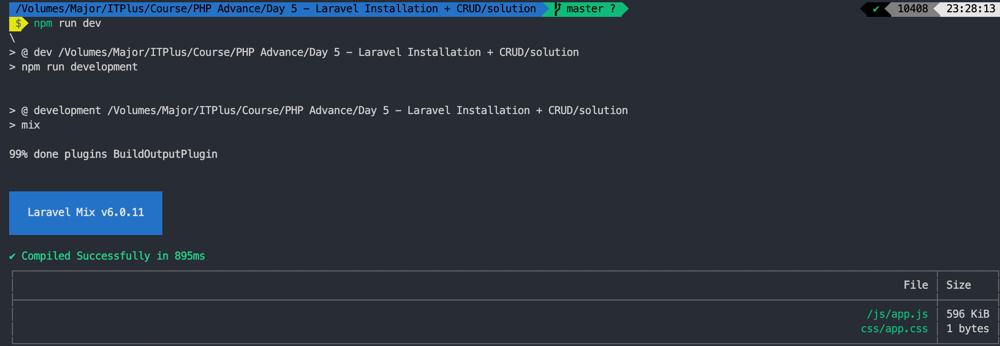 /Volumes/Major/ITPlus/Course/PHP Advance/Day 5 - Laravel Installation + CRUD/solution master ? ✔ 10408 23:28:13
$ npm run dev
\
> @ dev /Volumes/Major/ITPlus/Course/PHP Advance/Day 5 - Laravel Installation + CRUD/solution
> npm run development
> @ development /Volumes/Major/ITPlus/Course/PHP Advance/Day 5 - Laravel Installation + CRUD/solution
> mix
99% done plugins BuildOutputPlugin
Laravel Mix v6.0.11
✔ Compiled Successfully in 895ms
File Size
/js/app.js 596 KiB
css/app.css 1 bytes